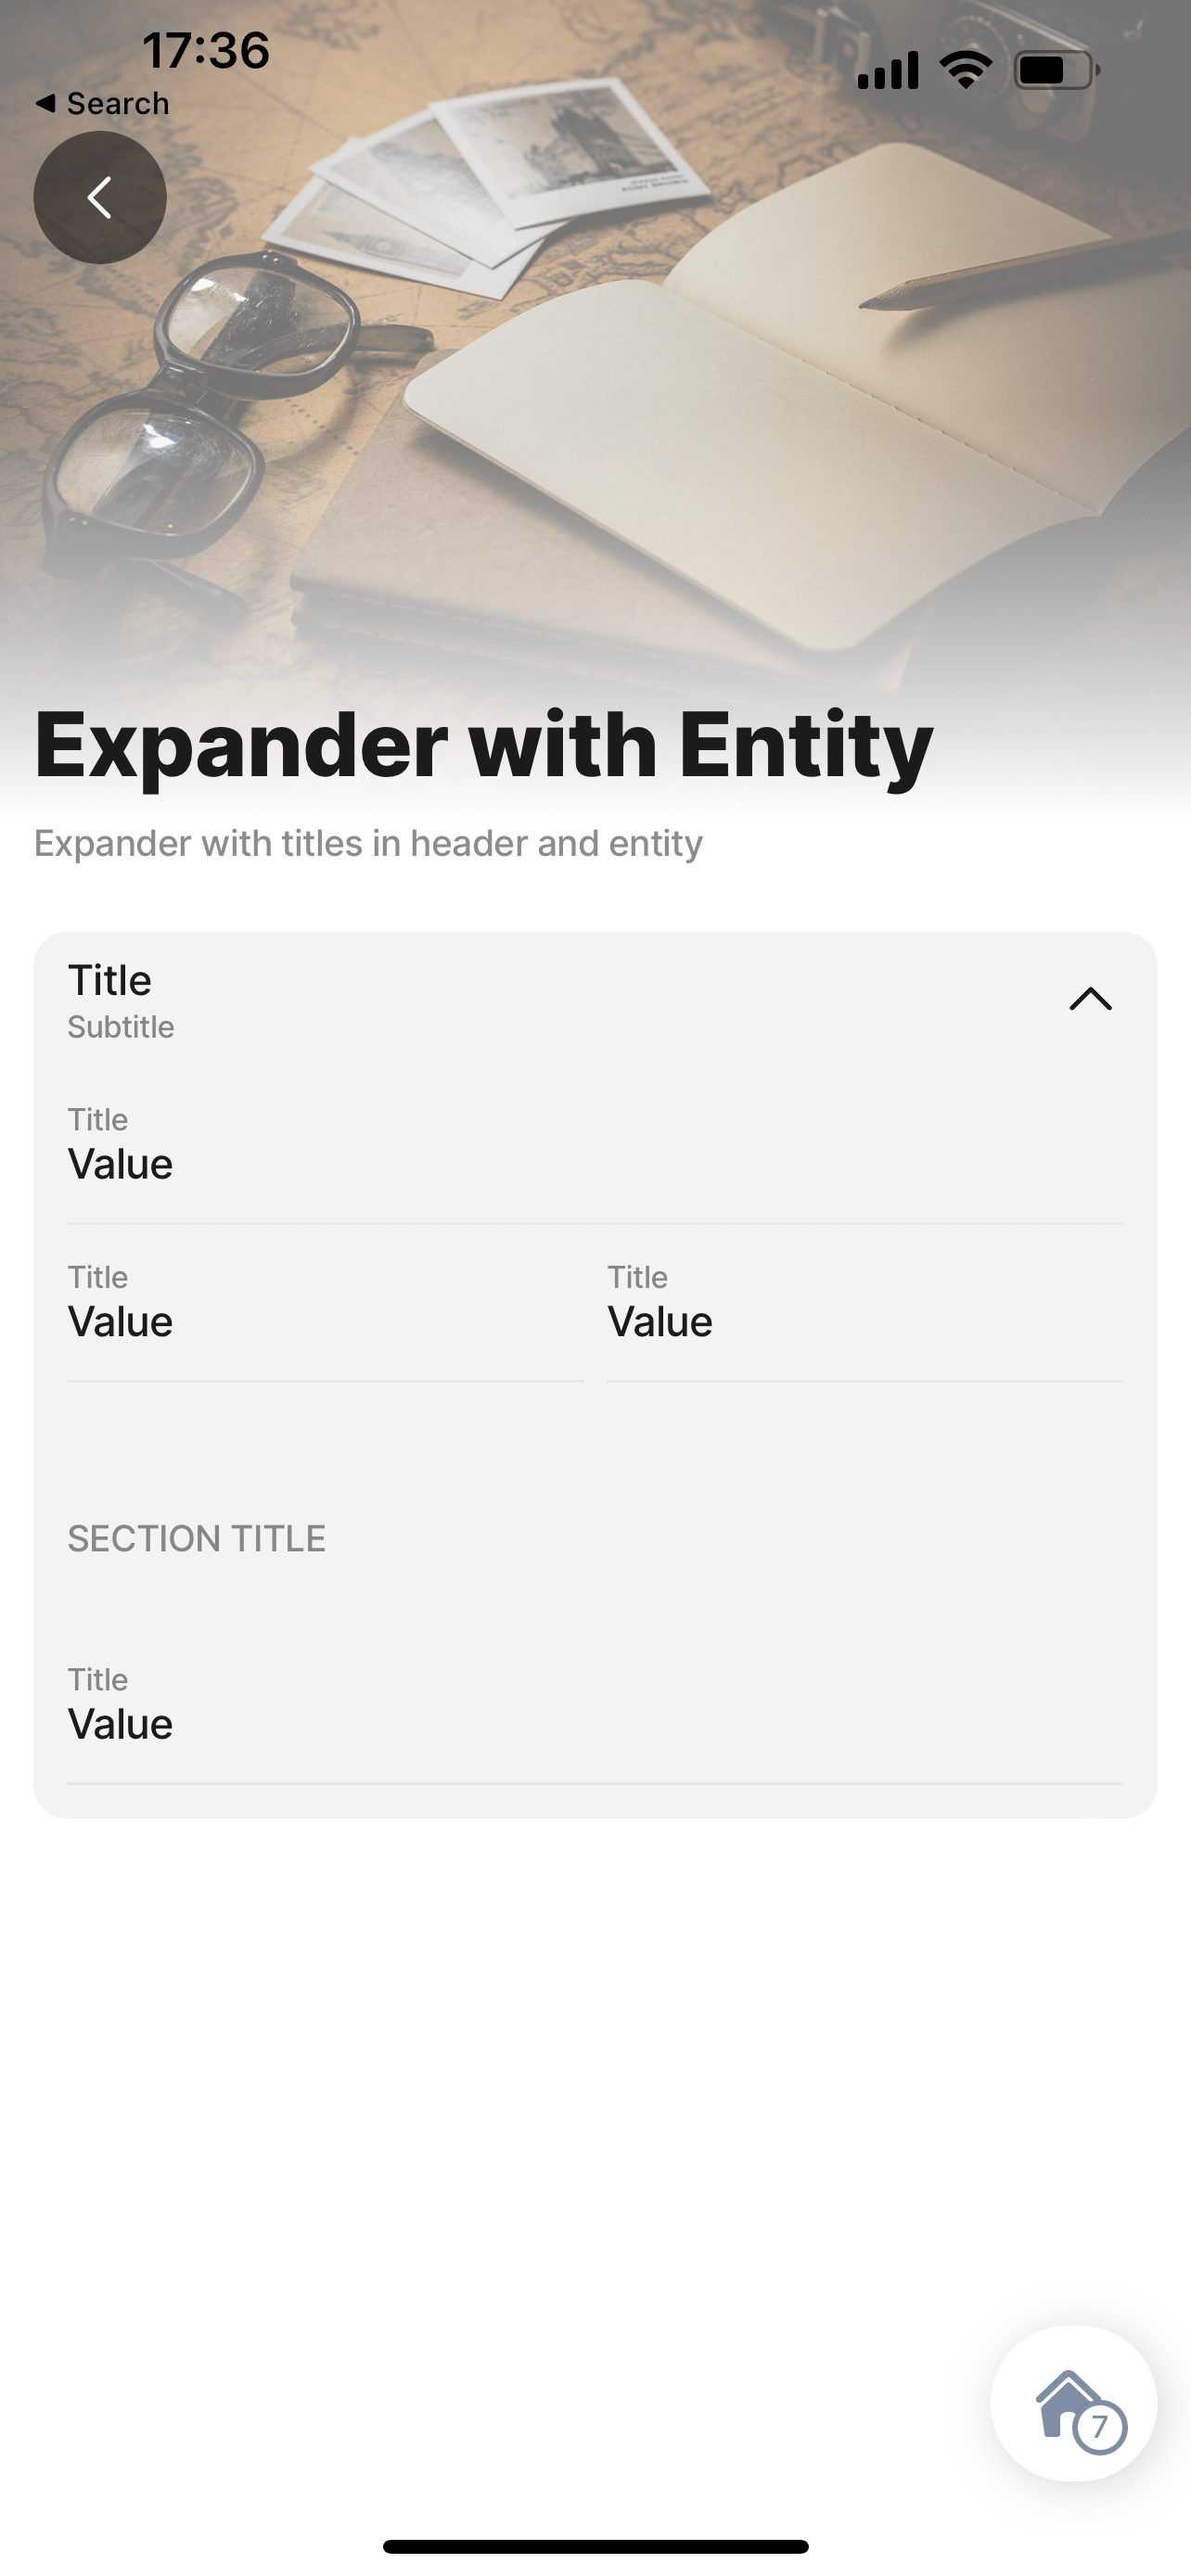 17:36
Search
Expander with Entity
Expander with titles in header and entity
Title
Subtitle
Title
Value
Title Title
Value Value
SECTION TITLE
Title
Value
7